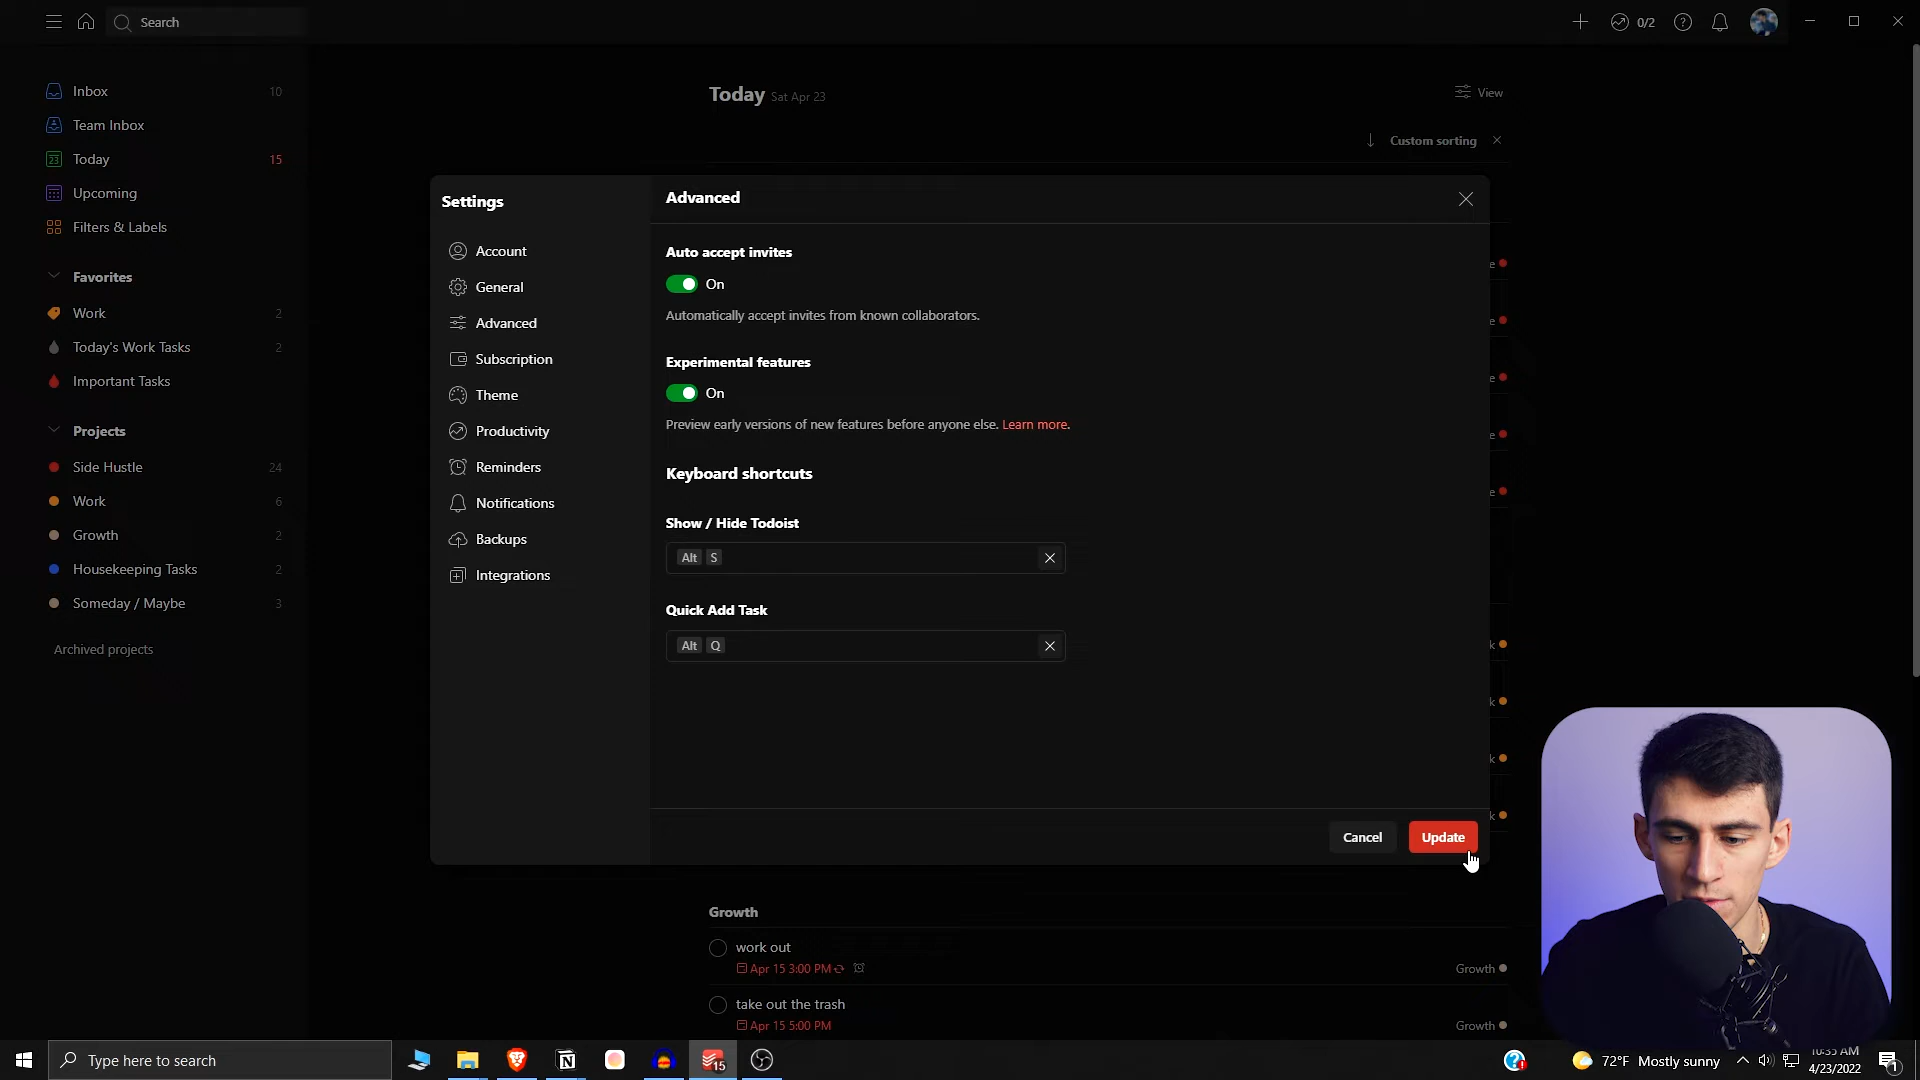 Search
0/2
Inbox 10
Team Inbox
23 Today 15
Upcoming
Filters & Labels
Favorites
Work 2
Today's Work Tasks 2
Important Tasks
Projects
Side Hustle 24
Work 6
Growth 2
Housekeeping Tasks 2
Someday / Maybe 3
Archived projects
Today Sat Apr 23
View
Custom sorting
Settings
Account
General
Advanced
Subscription
Theme
Productivity
Reminders
Notifications
Backups
Integrations
Advanced
Auto accept invites
On
Automatically accept invites from known collaborators.
Experimental features
On
Preview early versions of new features before anyone else. Learn more.
Keyboard shortcuts
Show / Hide Todoist
Alt S
Quick Add Task
Alt Q
Cancel
Update
e
e
e
e
e
k
k
k
k
Growth
work out
Apr 15 3:00 PM
Growth
take out the trash
Apr 15 5:00 PM
Growth
Type here to search
15
72°F Mostly sunny
10:35 AM
4/23/2022
1